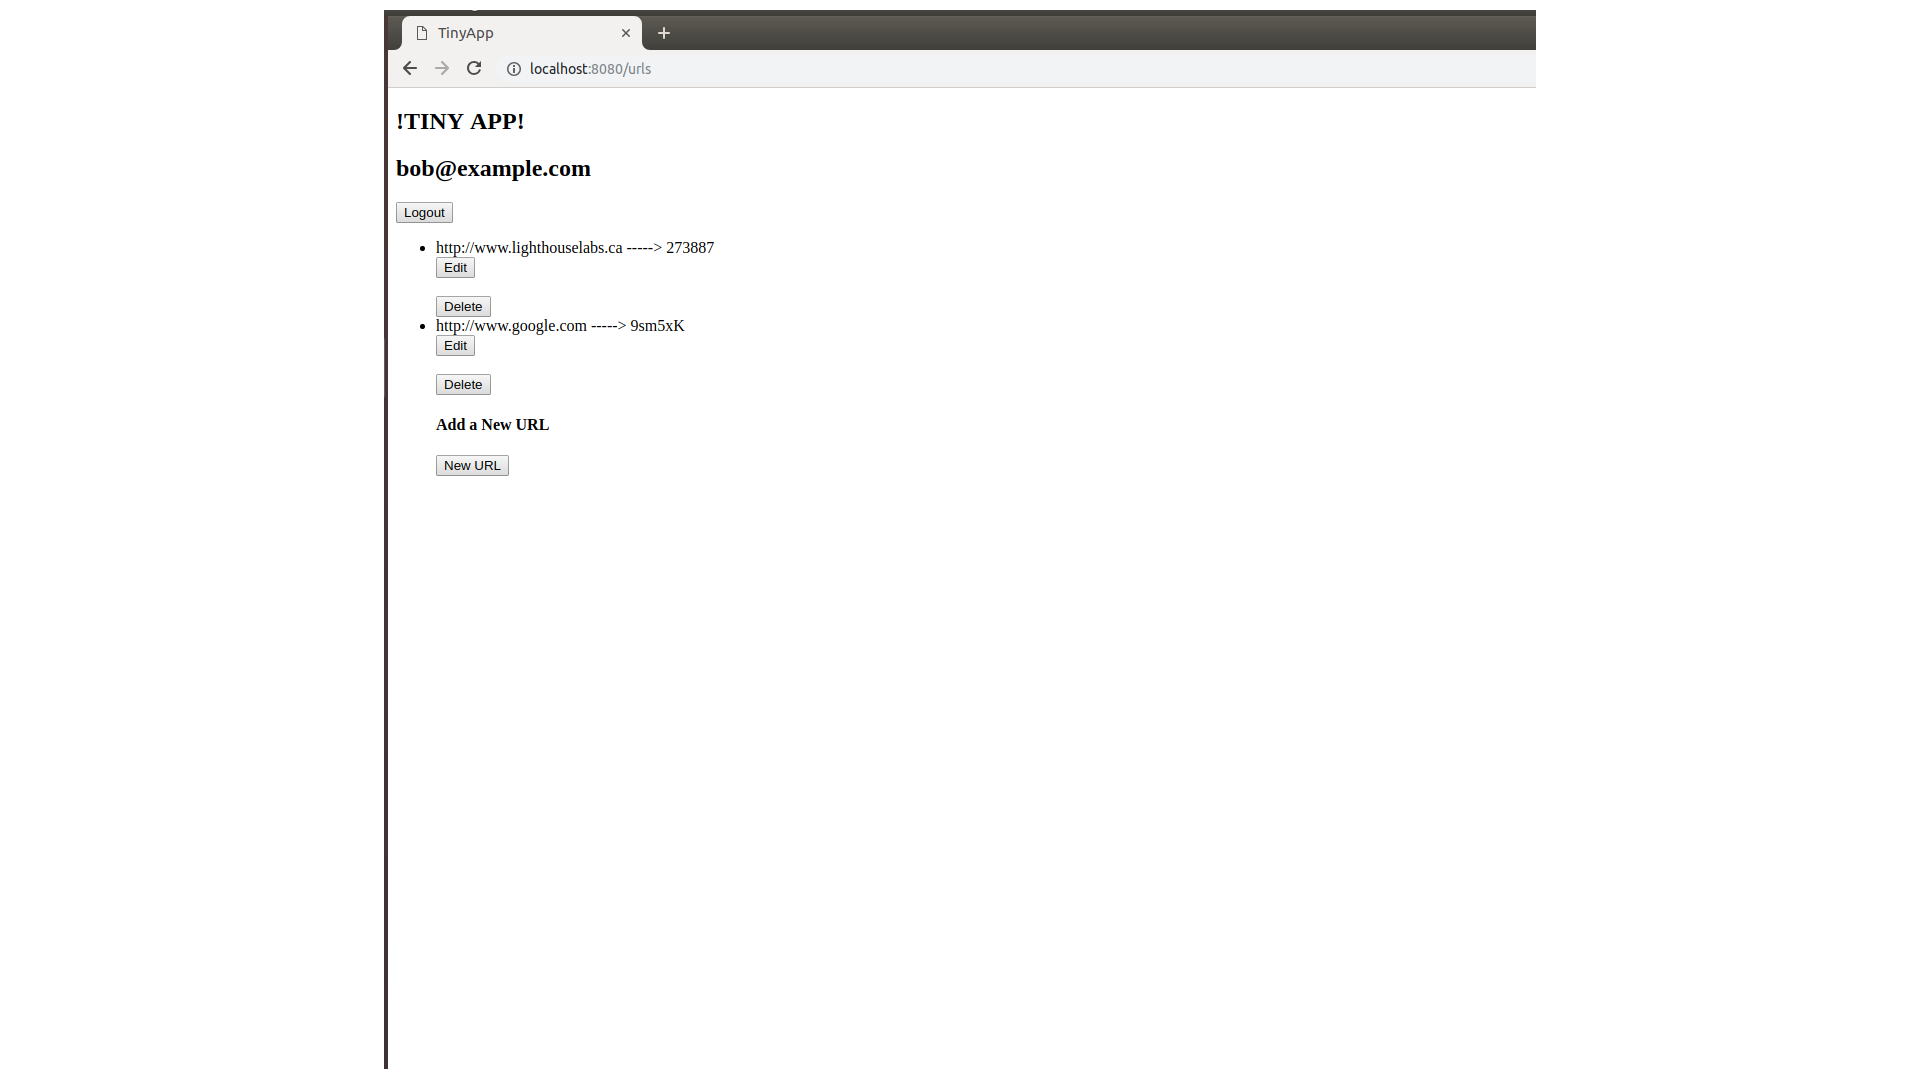 TinyApp
localhost:8080/urls
!TINY APP!
bob@example.com
Logout
http://www.lighthouselabs.ca -----> 273887
Edit
Delete
http://www.google.com -----> 9sm5xK
Edit
Delete
Add a New URL
New URL